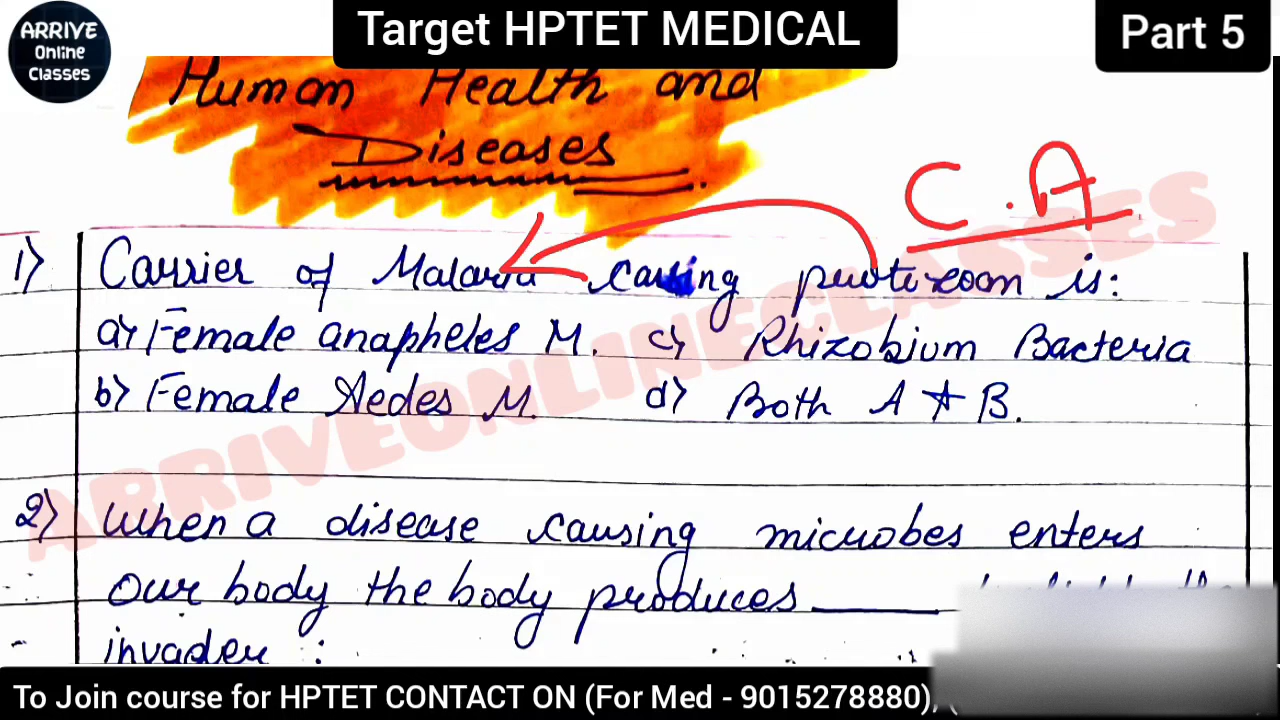 ARRIVE
Online
Classes
Target HPTET MEDICAL
Part 5
Human Health and
Diseases
C.A
1) Carrier of Malaria causing protozoan is:
a) Female anapheles M. c) Rhizobium Bacteria
b) Female Aedes M. d) Both A & B.
ARRIVEONLINECLASSES
2) When a disease causing microbes enters
our body the body produces ______
invader :
To Join course for HPTET CONTACT ON (For Med - 9015278880), (